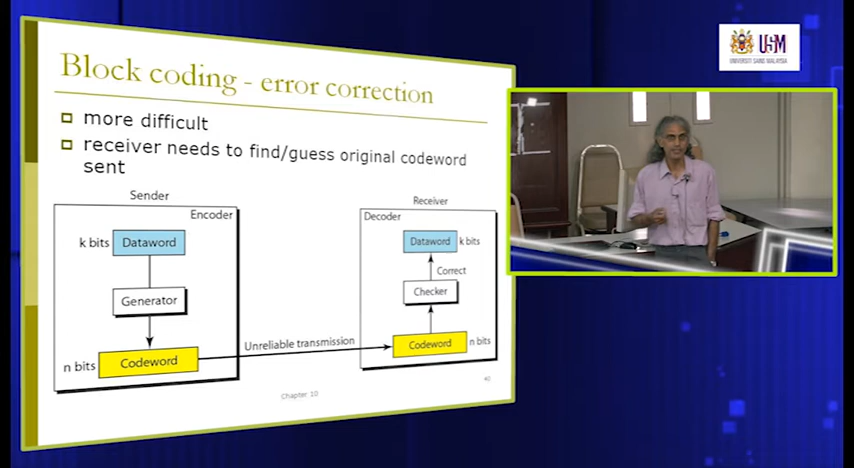 Block coding - error correction
more difficult
receiver needs to find/guess original codeword
sent
Sender
Encoder
k bits
Dataword
Generator
n bits
Codeword
Unreliable transmission
Receiver
Decoder
Dataword
k bits
Correct
Checker
Codeword
n bits
Chapter 10
40
USM
UNIVERSITI SAINS MALAYSIA